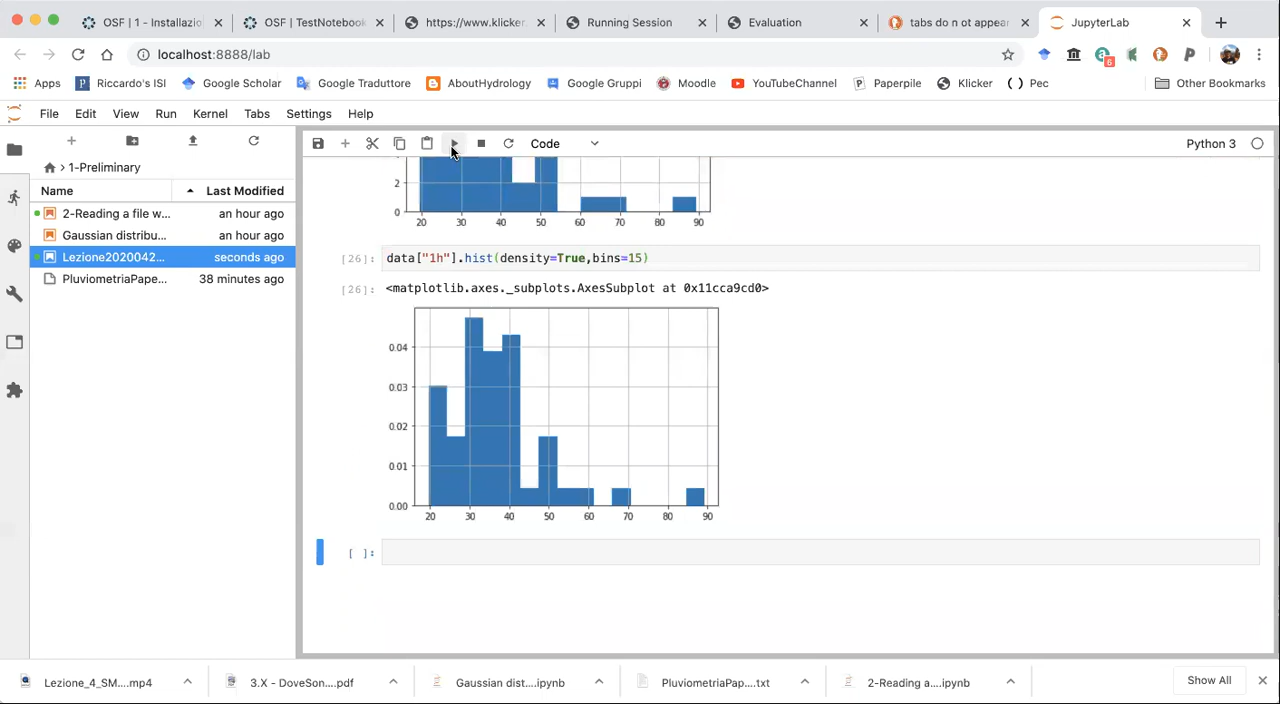 OSF | 1 - Installazio
OSF | TestNotebook
https://www.klicker.
Running Session
Evaluation
tabs do n ot appear
JupyterLab
localhost:8888/lab
6
Apps
Riccardo's ISI
Google Scholar
Google Traduttore
AboutHydrology
Google Gruppi
Moodle
YouTubeChannel
Paperpile
Klicker
Pec
Other Bookmarks
File Edit View Run Kernel Tabs Settings Help
Code
Python 3
> 1-Preliminary
Name Last Modified
2-Reading a file w... an hour ago
Gaussian distribu... an hour ago
Lezione2020042... seconds ago
PluviometriaPape... 38 minutes ago
2
0
20 30 40 50 60 70 80 90
[26]: data["1h"].hist(density=True,bins=15)
[26]: <matplotlib.axes._subplots.AxesSubplot at 0x11cca9cd0>
0.04
0.03
0.02
0.01
0.00
20 30 40 50 60 70 80 90
[ ]:
Lezione_4_SM....mp4
3.X - DoveSon....pdf
Gaussian dist....ipynb
PluviometriaPap....txt
2-Reading a....ipynb
Show All